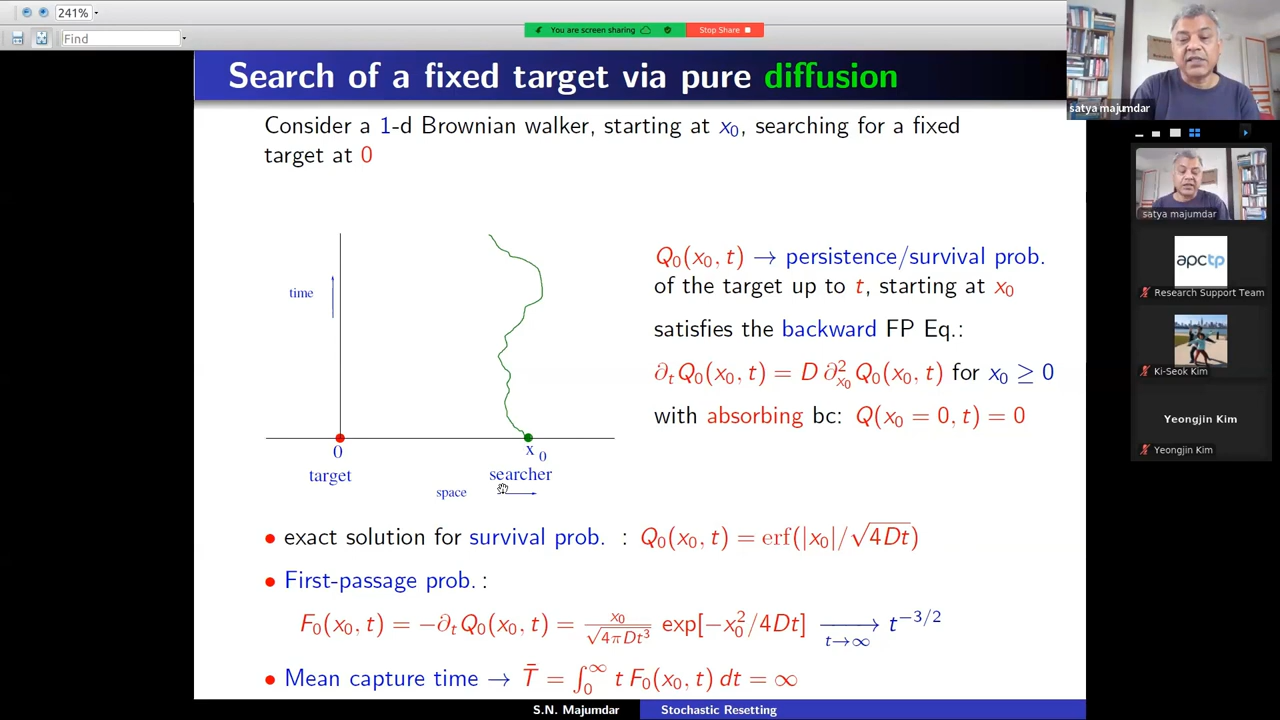 241%
You are screen sharing
Stop Share
Find
Search of a fixed target via pure diffusion
satya majumdar
Consider a 1-d Brownian walker, starting at x₀, searching for a fixed
target at 0
time
0
target
x₀
searcher
space
Q₀(x₀, t) → persistence/survival prob.
of the target up to t, starting at x₀
satisfies the backward FP Eq.:
∂ₜQ₀(x₀, t) = D ∂²ₓ₀ Q₀(x₀, t) for x₀ ≥ 0
with absorbing bc: Q(x₀ = 0, t) = 0
• exact solution for survival prob. : Q₀(x₀, t) = erf(|x₀|/√4Dt)
• First-passage prob.:
F₀(x₀, t) = −∂ₜQ₀(x₀, t) = x₀/√4πDt³ exp[−x₀²/4Dt] ⟶ t⁻³/²
t→∞
• Mean capture time → T̄ = ∫₀^∞ t F₀(x₀, t) dt = ∞
S.N. Majumdar
Stochastic Resetting
satya majumdar
apctp
Research Support Team
Ki-Seok Kim
Yeongjin Kim
Yeongjin Kim